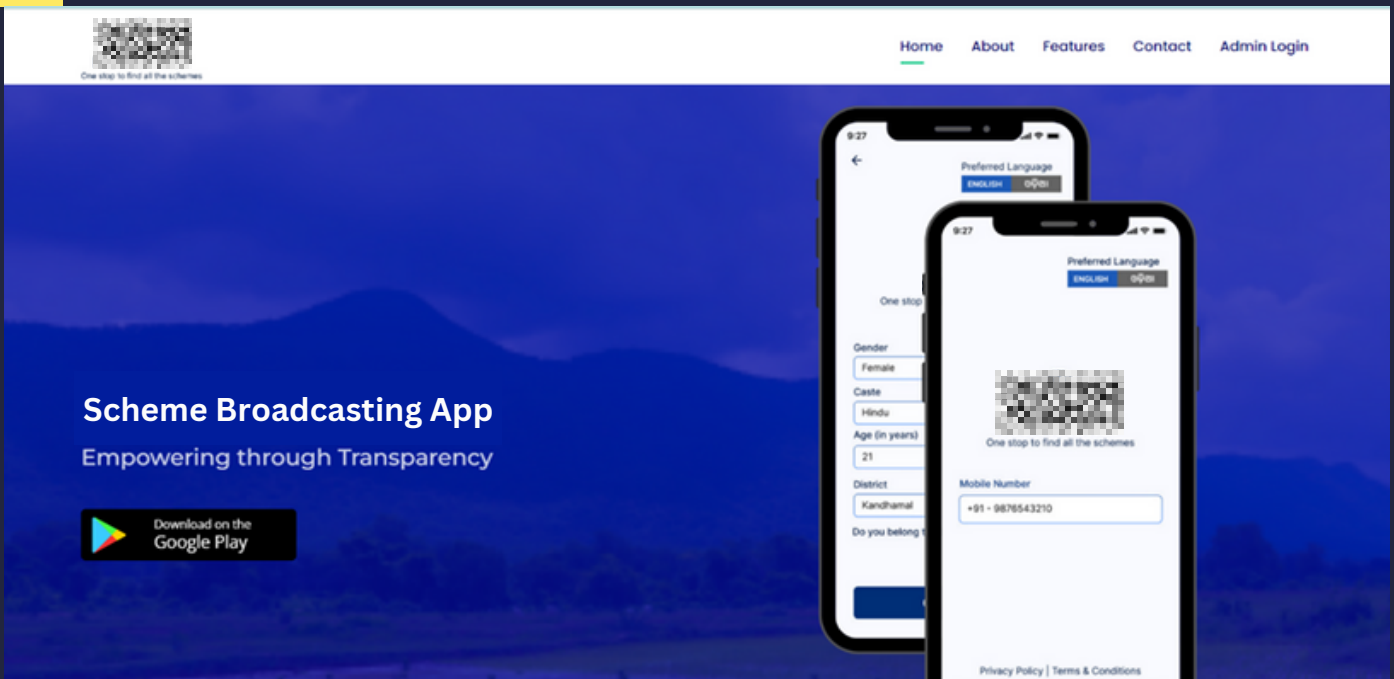 One stop to find all the schemes
Home
About
Features
Contact
Admin Login
Scheme Broadcasting App
Empowering through Transparency
Download on the
Google Play
9:27
Preferred Language
ENGLISH ଓଡ଼ିଆ
One stop
Gender
Female
Caste
Hindu
Age (in years)
21
District
Kandhamal
Do you belong t
9:27
Preferred Language
ENGLISH ଓଡ଼ିଆ
One stop to find all the schemes
Mobile Number
+91 - 9876543210
Privacy Policy | Terms & Conditions